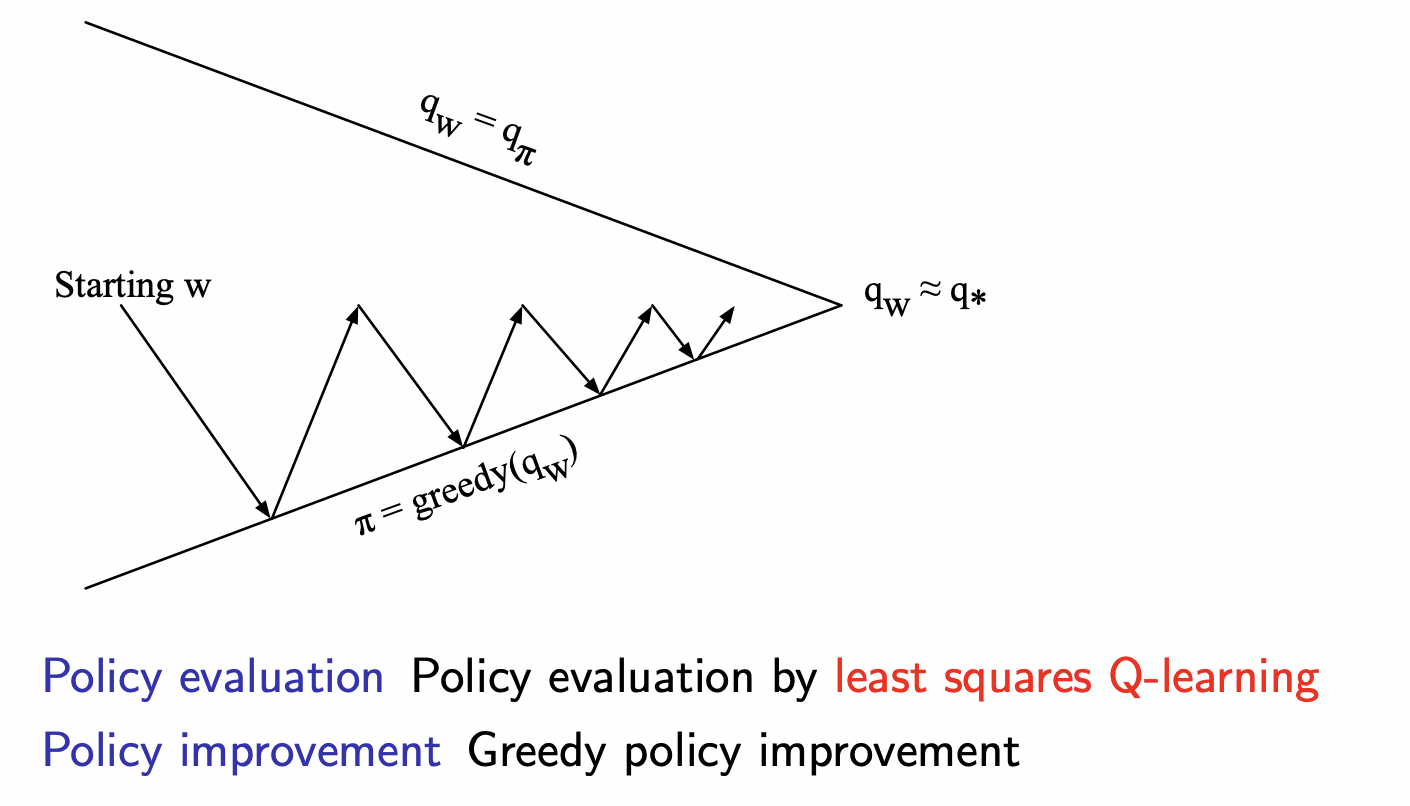 q_w = q_π
Starting w
q_w ≈ q_*
π = greedy(q_w)
Policy evaluation Policy evaluation by least squares Q-learning
Policy improvement Greedy policy improvement